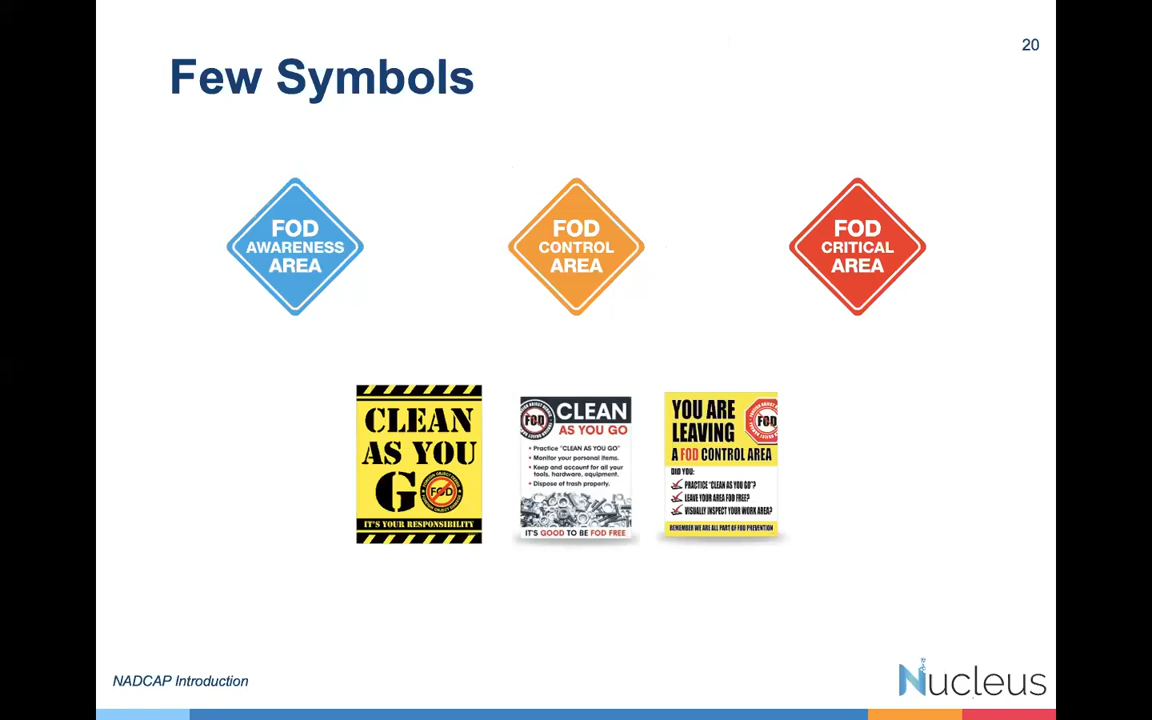 20
Few Symbols
FOD
AWARENESS
AREA
FOD
CONTROL
AREA
FOD
CRITICAL
AREA
CLEAN
AS YOU
GO
FOD
IT'S YOUR RESPONSIBILITY
FOD
CLEAN
AS YOU GO
• Practice "CLEAN AS YOU GO"
• Monitor your personal items.
• Keep and account for all your
tools, hardware, equipment.
• Dispose of trash properly.
IT'S GOOD TO BE FOD FREE
YOU ARE
LEAVING
FOD
A FOD CONTROL AREA
DID YOU:
PRACTICE "CLEAN AS YOU GO"?
LEAVE YOUR AREA FOD FREE?
VISUALLY INSPECT YOUR WORK AREA?
REMEMBER WE ARE ALL PART OF FOD PREVENTION
NADCAP Introduction
Nucleus